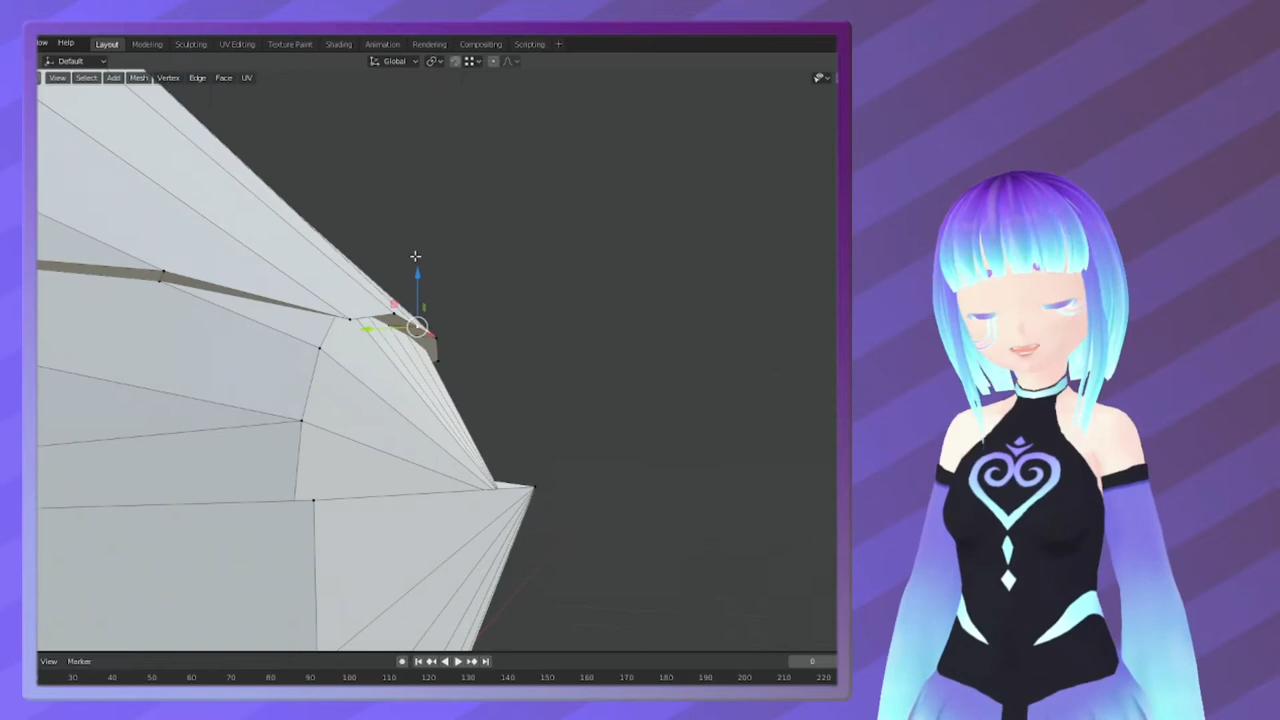 ow Help Layout Modeling Sculpting UV Editing Texture Paint Shading Animation Rendering Compositing Scripting +
Default Global
View Select Add Mesh Vertex Edge Face UV
View Marker 0
30 40 50 60 70 80 90 100 110 120 130 140 150 160 170 180 190 200 210 220